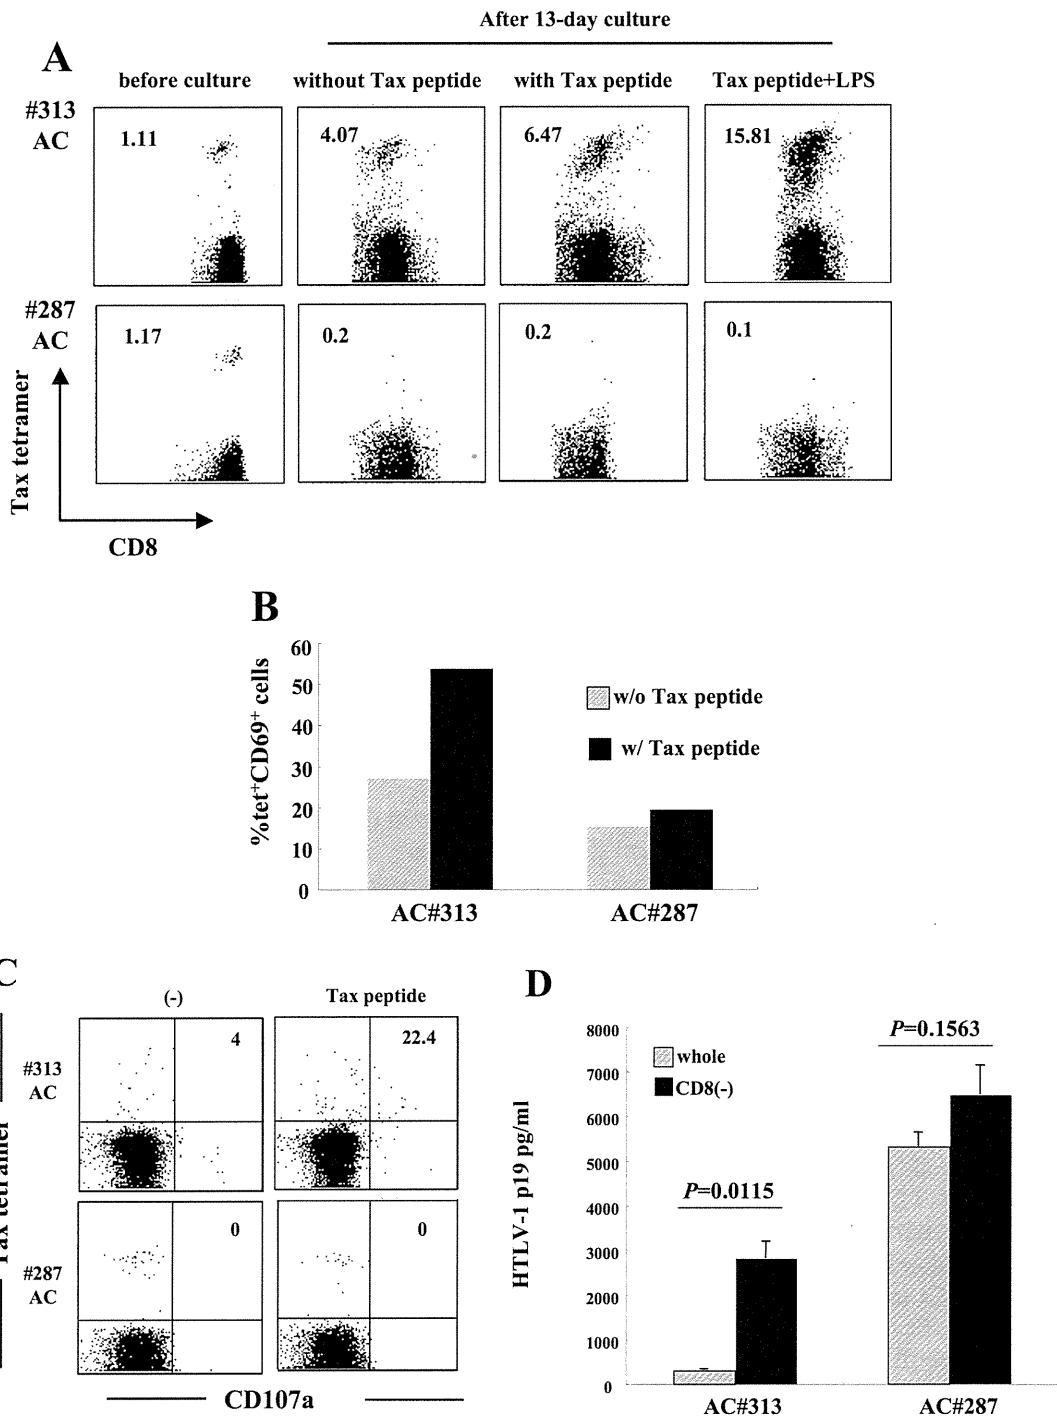 After 13-day culture
A
before culture
without Tax peptide
with Tax peptide
Tax peptide+LPS
#313
AC
1.11
4.07
6.47
15.81
#287
AC
1.17
0.2
0.2
0.1
Tax tetramer
CD8
B
60
50
40
30
20
10
0
%tet+CD69+ cells
w/o Tax peptide
w/ Tax peptide
AC#313
AC#287
C
(-)
Tax peptide
#313
AC
4
22.4
#287
AC
0
0
Tax tetramer
CD107a
D
8000
7000
6000
5000
4000
3000
2000
1000
0
HTLV-1 p19 pg/ml
whole
CD8(-)
P=0.0115
P=0.1563
AC#313
AC#287